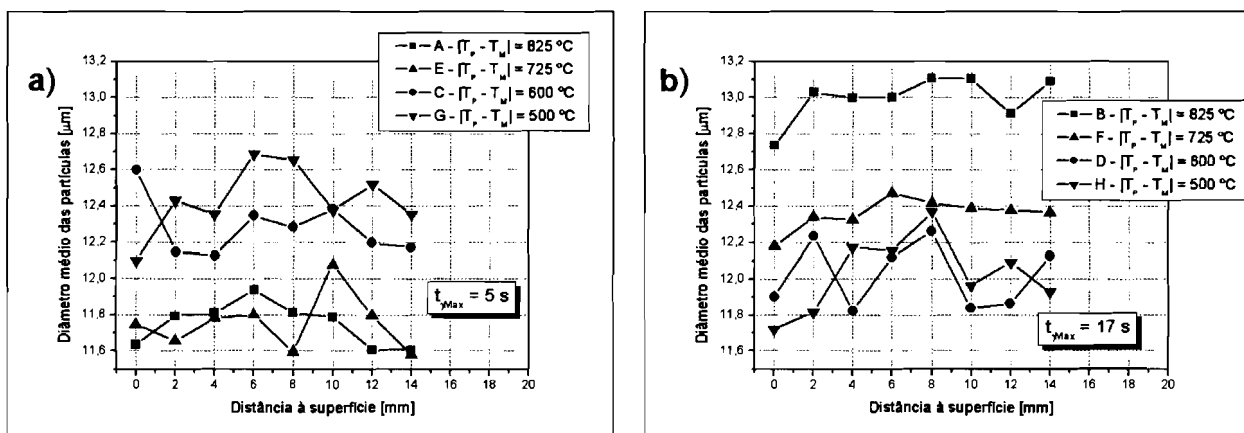 a)
A - |T_P - T_M| = 825 ºC
E - |T_P - T_M| = 725 ºC
C - |T_P - T_M| = 600 ºC
G - |T_P - T_M| = 500 ºC
Diâmetro médio das partículas [µm]
13,2
13,0
12,8
12,6
12,4
12,2
12,0
11,8
11,6
t_γMax = 5 s
0 2 4 6 8 10 12 14 16 18 20
Distância à superfície [mm]
b)
B - |T_P - T_M| = 825 ºC
F - |T_P - T_M| = 725 ºC
D - |T_P - T_M| = 600 ºC
H - |T_P - T_M| = 500 ºC
Diâmetro médio das partículas [µm]
13,2
13,0
12,8
12,6
12,4
12,2
12,0
11,8
11,6
t_γMax = 17 s
0 2 4 6 8 10 12 14 16 18 20
Distância à superfície [mm]